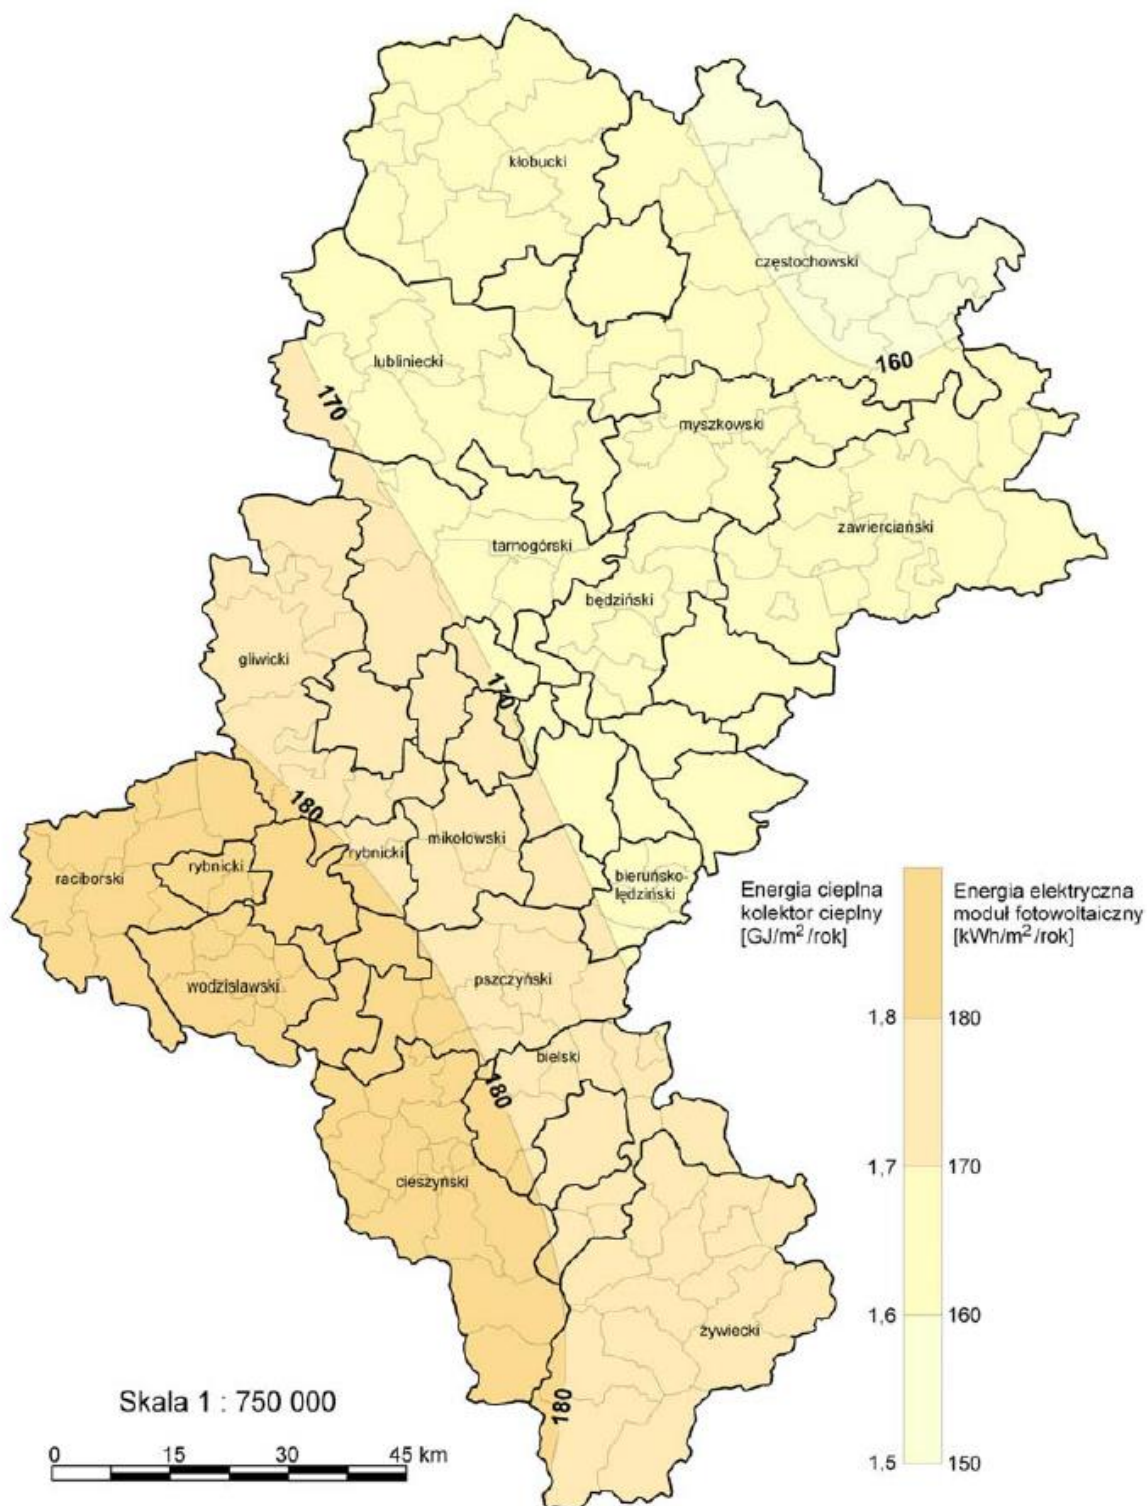 kłobucki
częstochowski
160
lubliniecki
170
myszkowski
zawierciański
tarnogórski
będziński
gliwicki
170
180
mikołowski
rybnicki
rybnicki
raciborski
bieruńsko-
lędziński
Energia cieplna
kolektor cieplny
[GJ/m²/rok]
Energia elektryczna
moduł fotowoltaiczny
[kWh/m²/rok]
wodzisławski
pszczyński
1,8 180
bielski
180
1,7 170
cieszyński
1,6 160
żywiecki
180
Skala 1 : 750 000
0 15 30 45 km
1,5 150